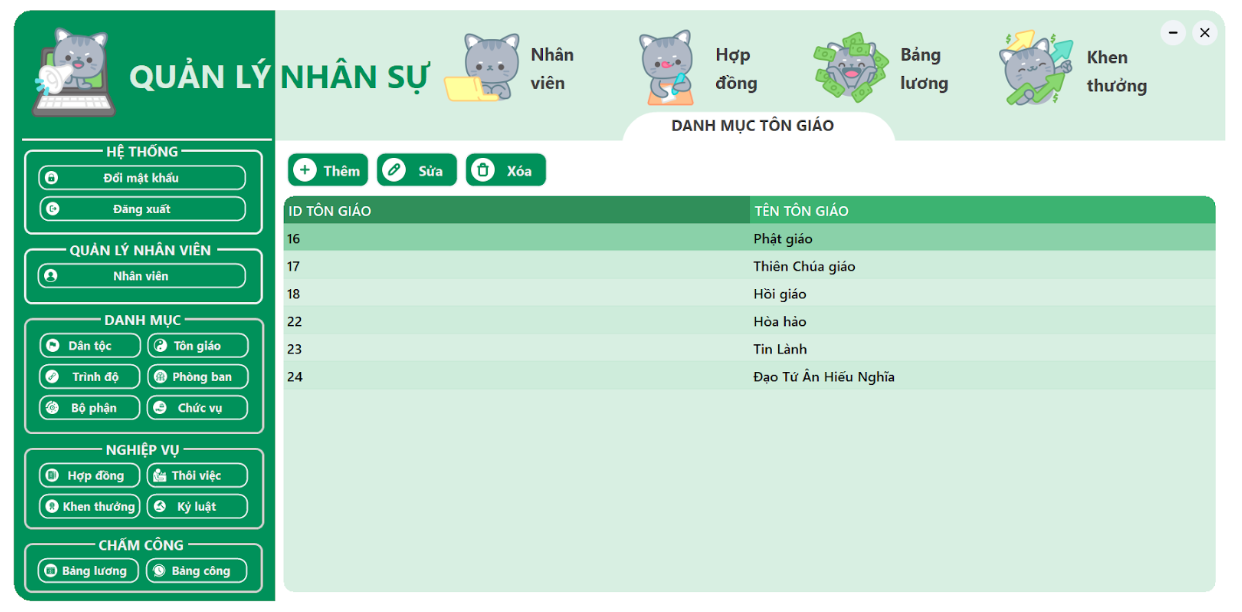 QUẢN LÝ NHÂN SỰ
Nhân viên
Hợp đồng
Bảng lương
Khen thưởng
DANH MỤC TÔN GIÁO
HỆ THỐNG
Đổi mật khẩu
Đăng xuất
QUẢN LÝ NHÂN VIÊN
Nhân viên
DANH MỤC
Dân tộc Tôn giáo
Trình độ Phòng ban
Bộ phận Chức vụ
NGHIỆP VỤ
Hợp đồng Thôi việc
Khen thưởng Kỷ luật
CHẤM CÔNG
Bảng lương Bảng công
Thêm Sửa Xóa
ID TÔN GIÁO TÊN TÔN GIÁO
16 Phật giáo
17 Thiên Chúa giáo
18 Hồi giáo
22 Hòa hảo
23 Tin Lành
24 Đạo Tứ Ân Hiếu Nghĩa